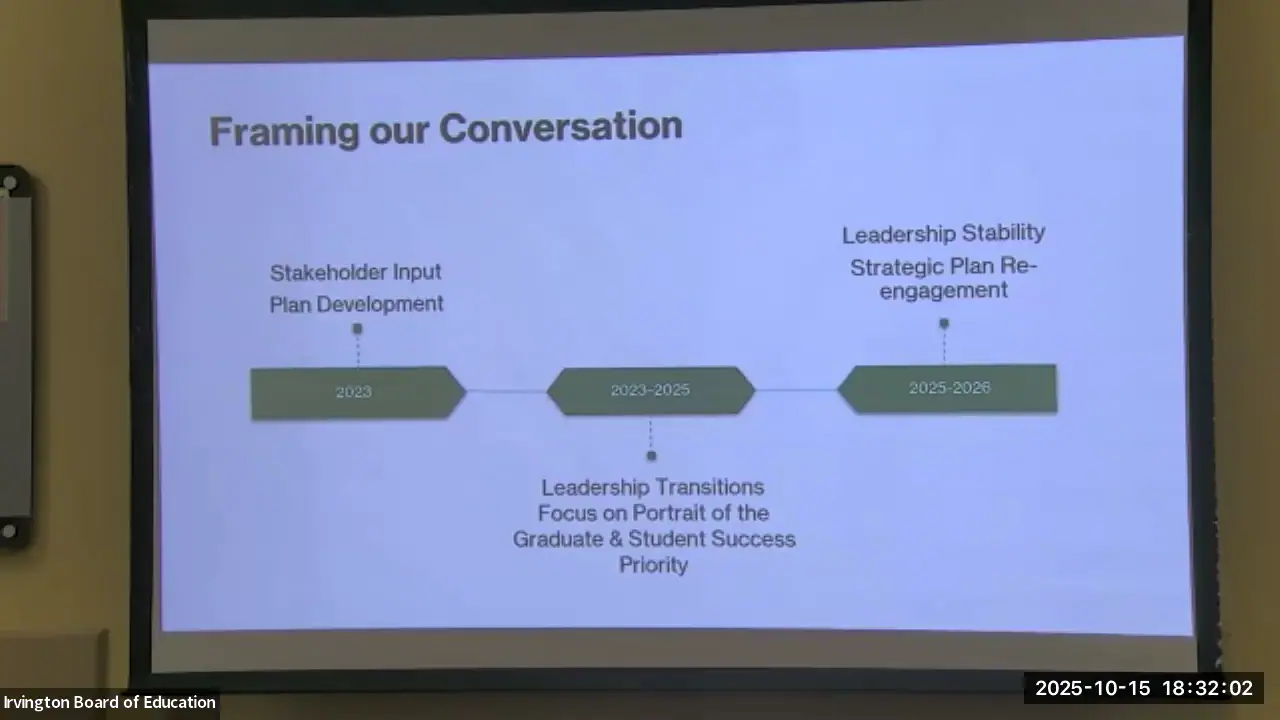 Framing our Conversation
Stakeholder Input
Plan Development
Leadership Stability
Strategic Plan Re-
engagement
2023
2023-2025
2025-2026
Leadership Transitions
Focus on Portrait of the
Graduate & Student Success
Priority
Irvington Board of Education
2025-10-15 18:32:02